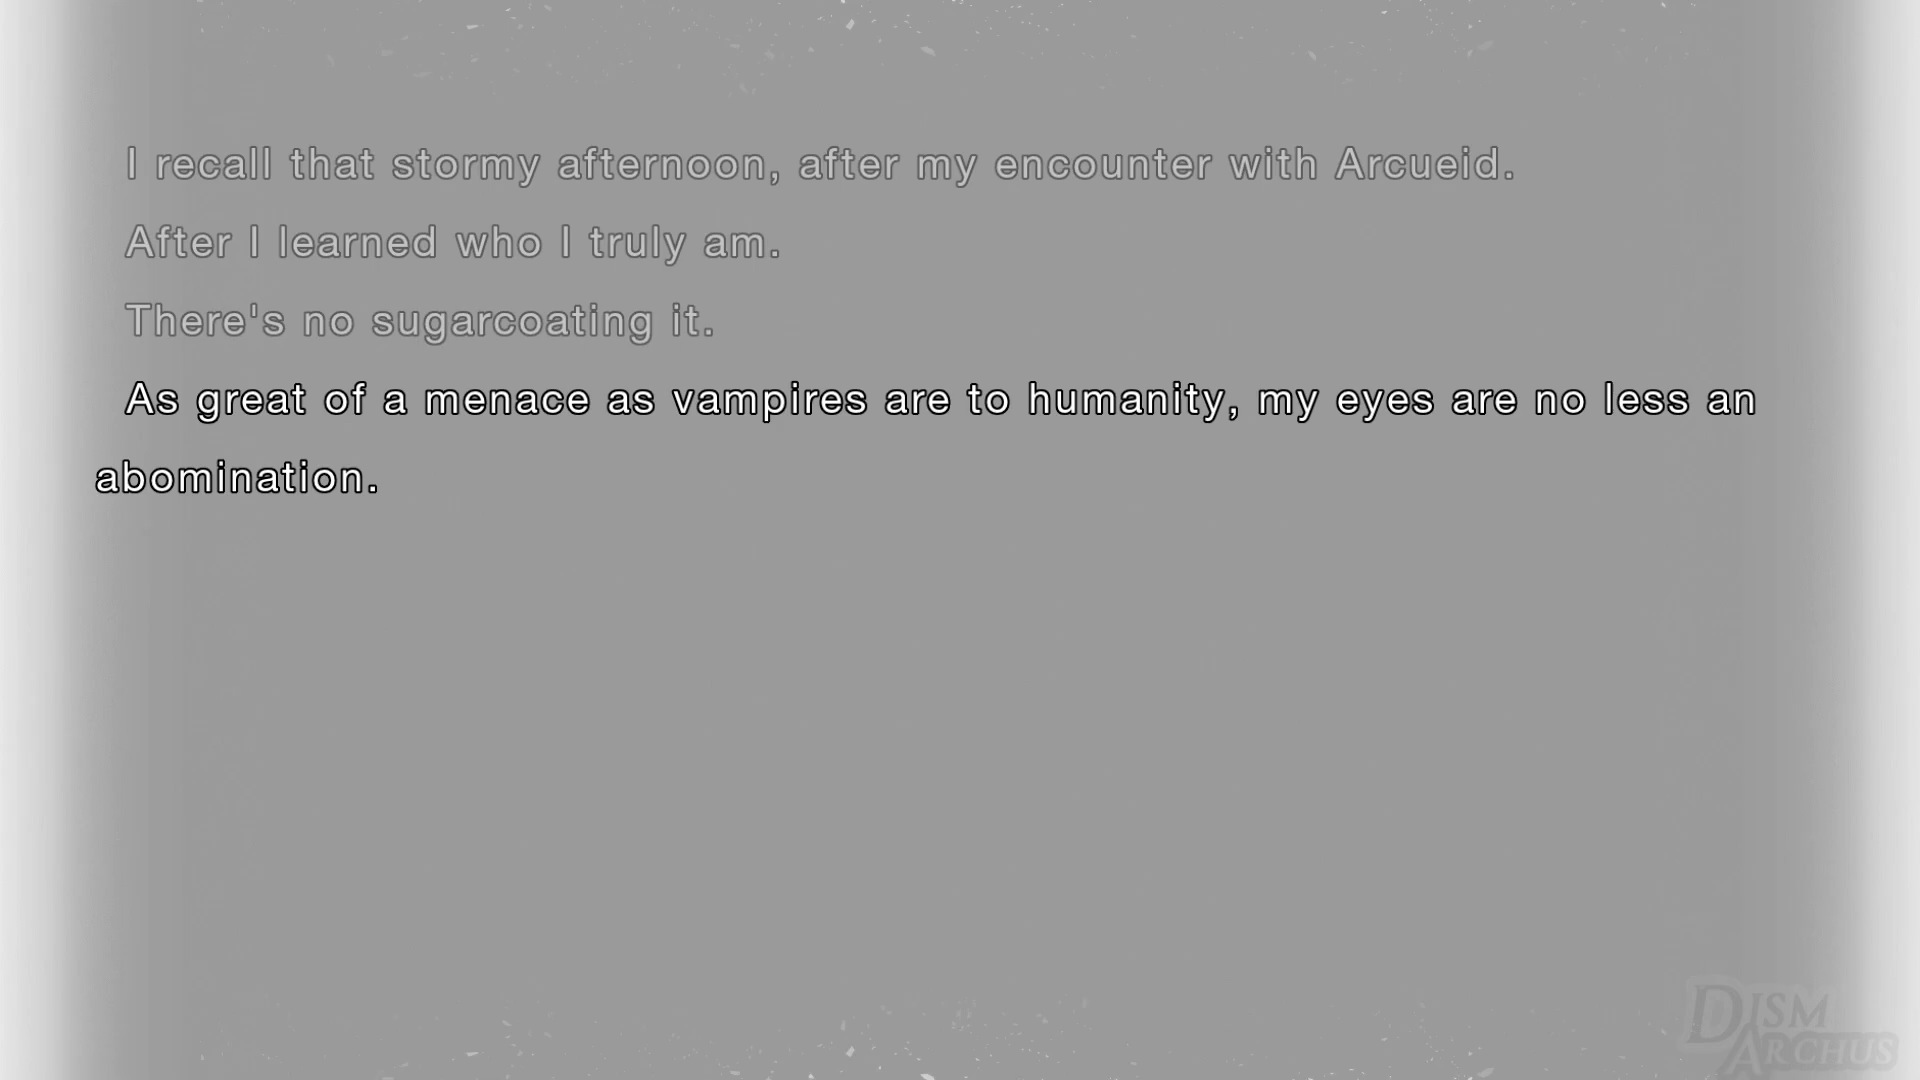 I recall that stormy afternoon, after my encounter with Arcueid.
After I learned who I truly am.
There's no sugarcoating it.
As great of a menace as vampires are to humanity, my eyes are no less an
abomination.
DISM
ARCHUS